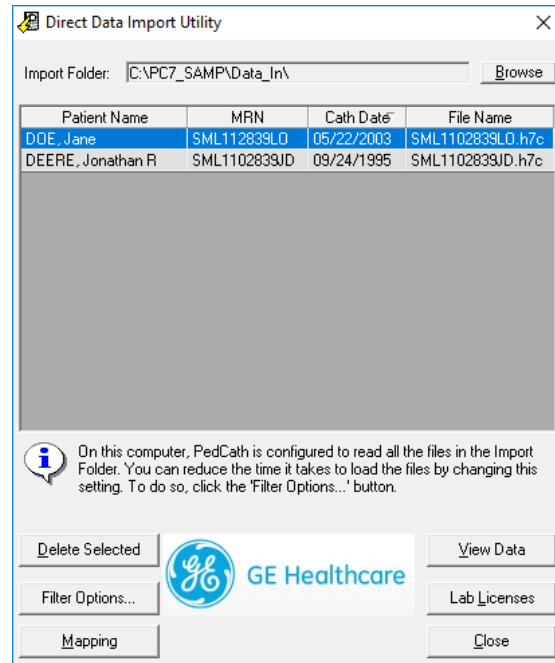 Direct Data Import Utility
Import Folder: C:\PC7_SAMP\Data_In\ Browse
Patient Name MRN Cath Date File Name
DOE, Jane SML112839LO 05/22/2003 SML1102839LO.h7c
DEERE, Jonathan R SML1102839JD 09/24/1995 SML1102839JD.h7c
On this computer, PedCath is configured to read all the files in the Import
Folder. You can reduce the time it takes to load the files by changing this
setting. To do so, click the 'Filter Options...' button.
Delete Selected View Data
GE Healthcare
Filter Options... Lab Licenses
Mapping Close